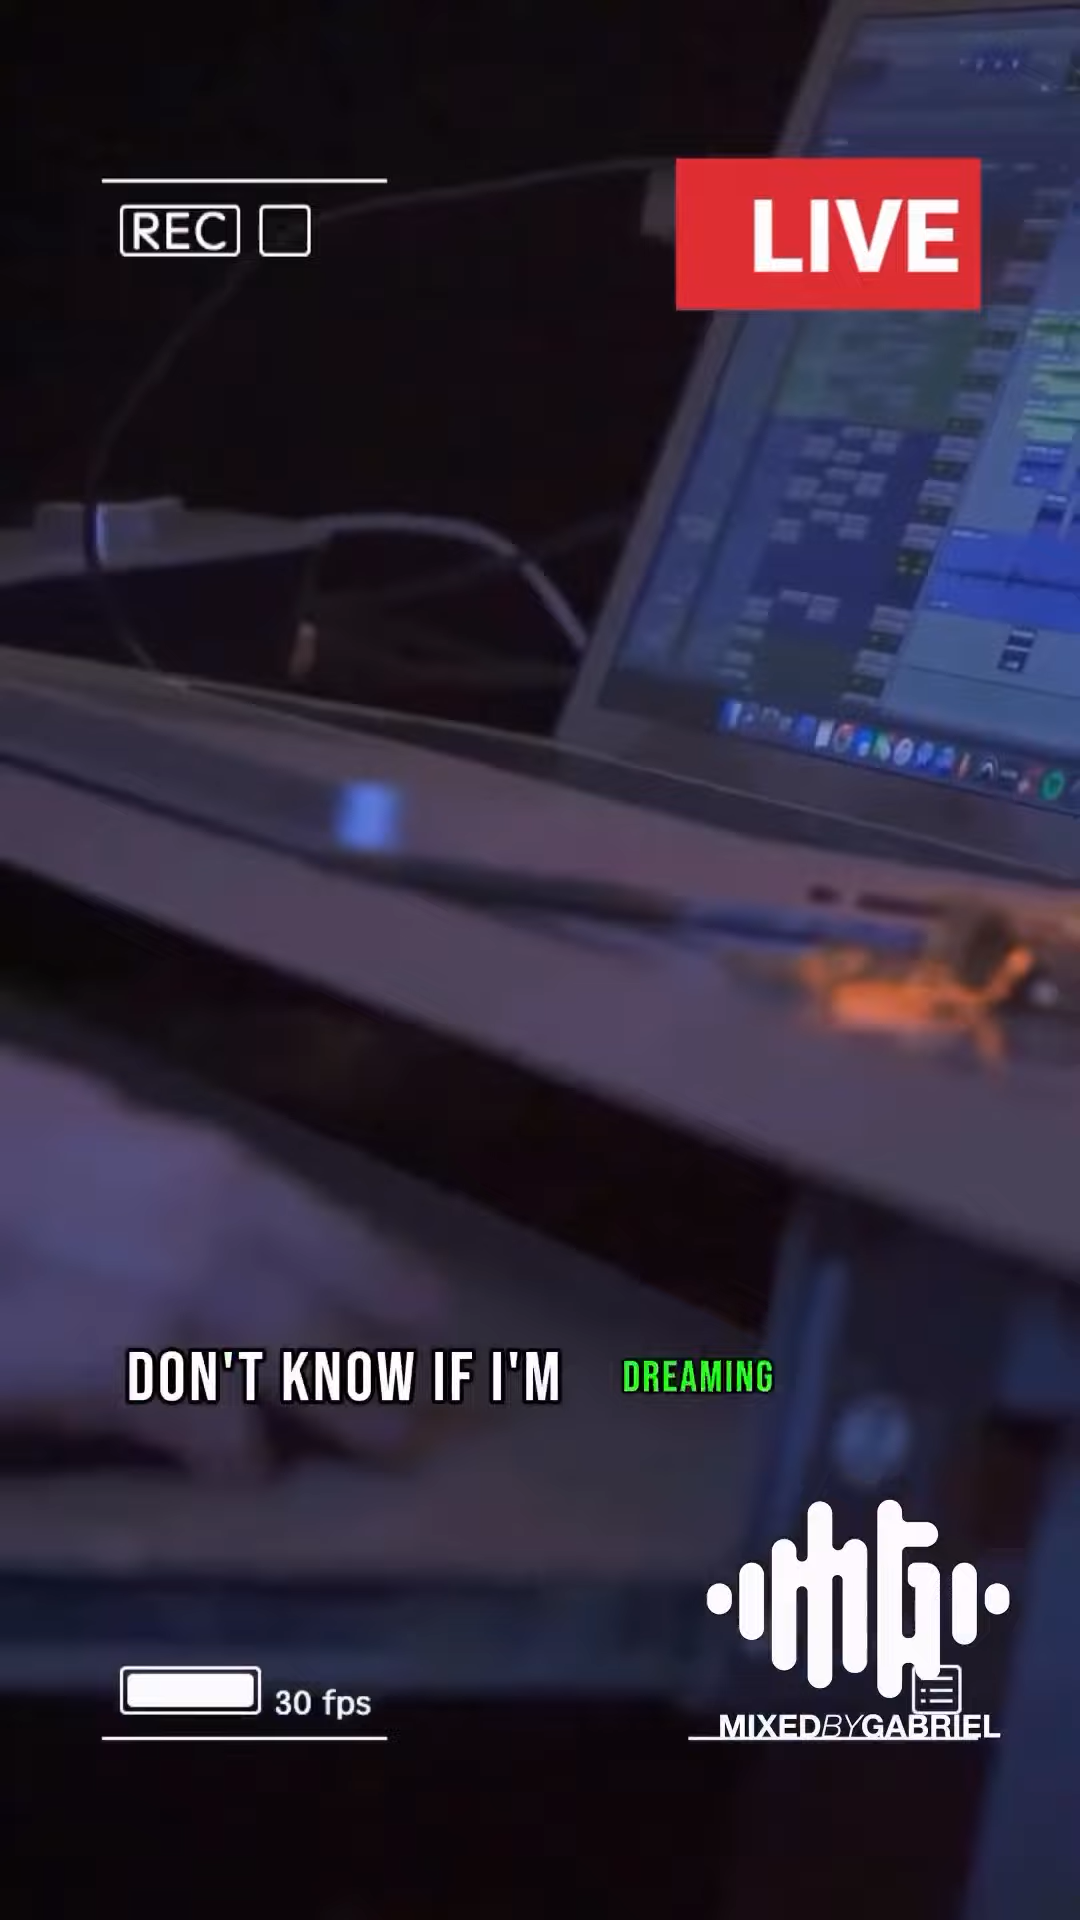 REC
LIVE
DON'T KNOW IF I'M DREAMING
30 fps
MIXEDBYGABRIEL